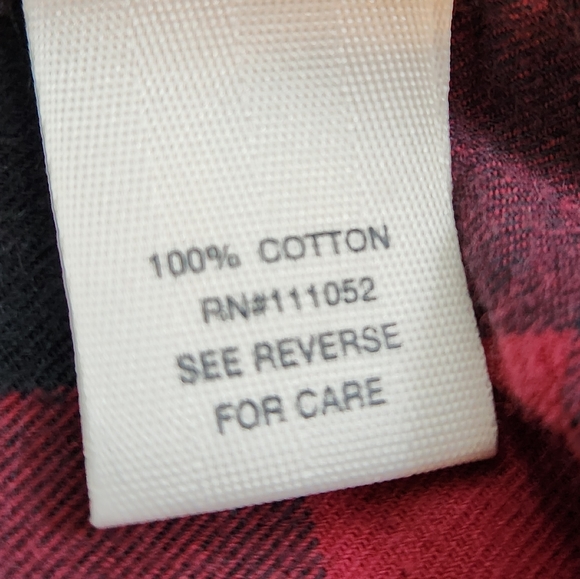 100% COTTON
RN#111052
SEE REVERSE
FOR CARE